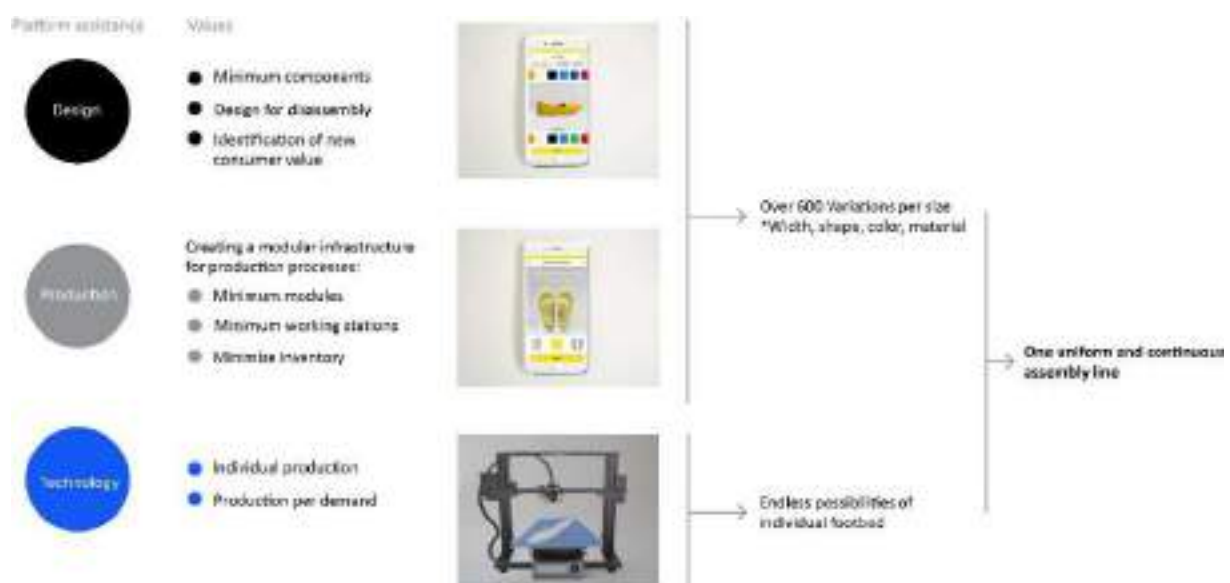 Platform assistance
Values
Design
Minimum components
Design for disassembly
Identification of new
consumer value
Production
Creating a modular infrastructure
for production processes:
Minimum modules
Minimum working stations
Minimize inventory
Technology
Individual production
Production per demand
Over 600 Variations per size
*Width, shape, color, material
Endless possibilities of
individual footbed
One uniform and continuous
assembly line